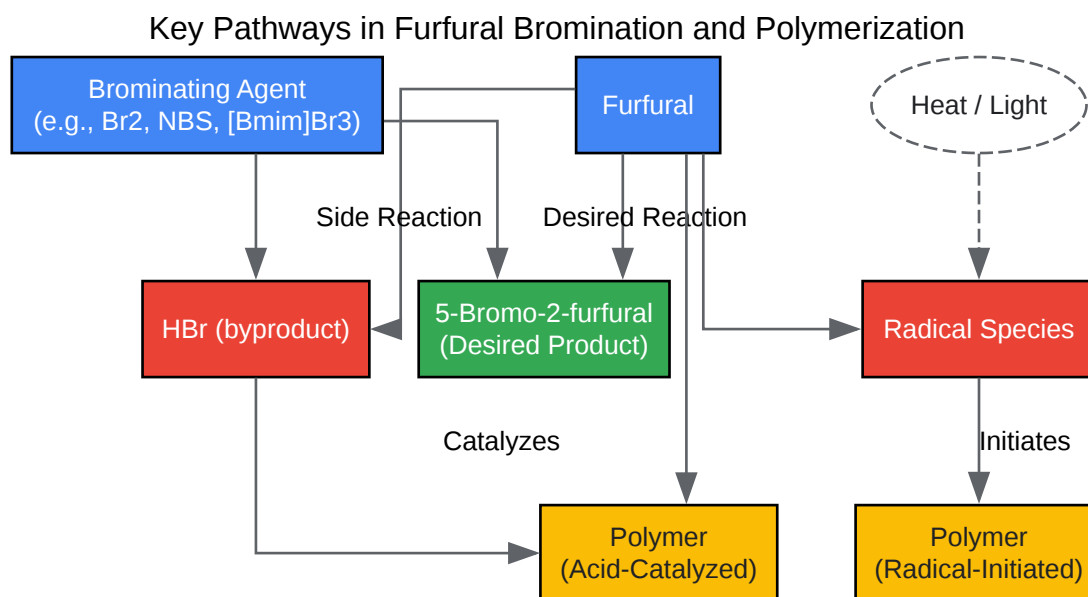 Key Pathways in Furfural Bromination and Polymerization
Brominating Agent
(e.g., Br2, NBS, [Bmim]Br3)
Furfural
Heat / Light
Side Reaction
Desired Reaction
HBr (byproduct)
5-Bromo-2-furfural
(Desired Product)
Radical Species
Catalyzes
Initiates
Polymer
(Acid-Catalyzed)
Polymer
(Radical-Initiated)